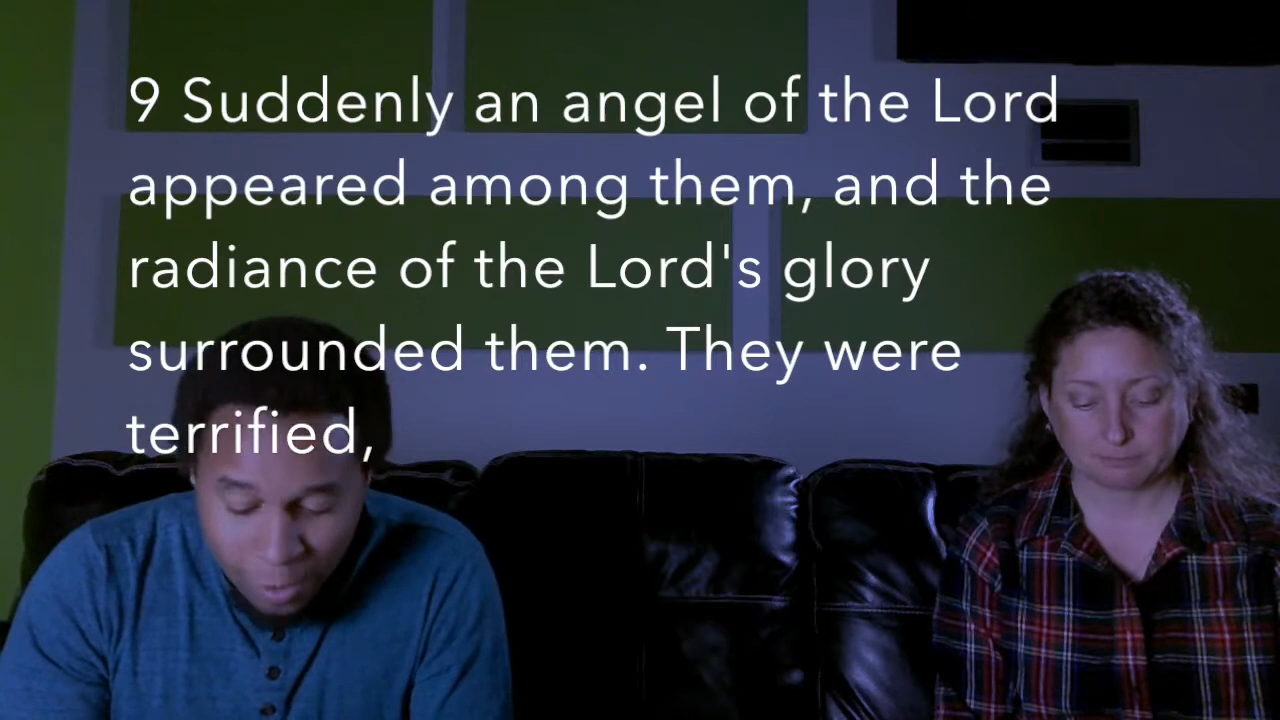 9 Suddenly an angel of the Lord
appeared among them, and the
radiance of the Lord's glory
surrounded them. They were
terrified,